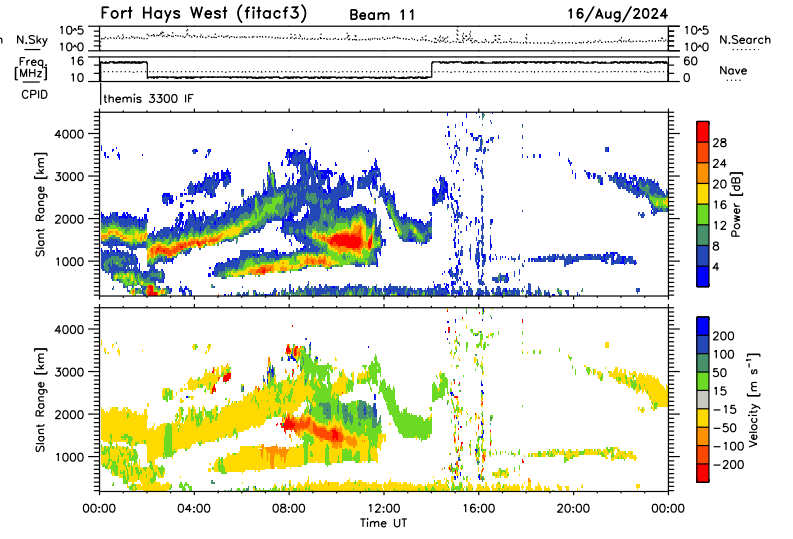 Fort Hays West (fitacf3) Beam 11 16/Aug/2024
N.Sky 10^5 10^0 10^5 10^0 N.Search
Freq. [MHz] 16 10 60 0 Nave
CPID themis 3300 IF
Slant Range [km] 4000 3000 2000 1000
Power [dB] 28 24 20 16 12 8 4
Slant Range [km] 4000 3000 2000 1000
Velocity [m s⁻¹] 200 100 50 15 −15 −50 −100 −200
00:00 04:00 08:00 12:00 16:00 20:00 00:00
Time UT